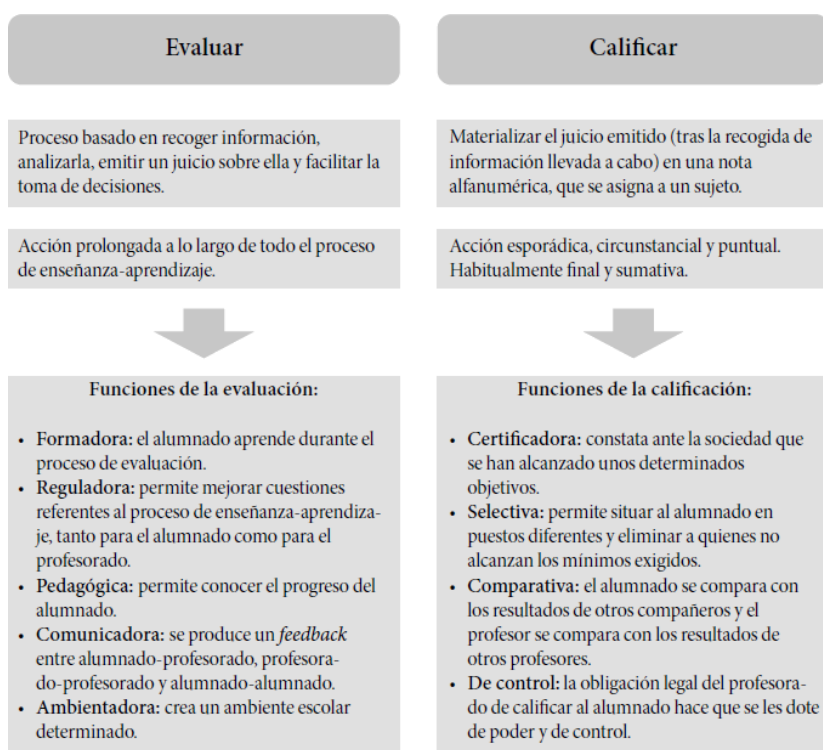 Evaluar
Proceso basado en recoger información,
analizarla, emitir un juicio sobre ella y facilitar la
toma de decisiones.
Acción prolongada a lo largo de todo el proceso
de enseñanza-aprendizaje.
Funciones de la evaluación:
• Formadora: el alumnado aprende durante el
proceso de evaluación.
• Reguladora: permite mejorar cuestiones
referentes al proceso de enseñanza-aprendiza-
je, tanto para el alumnado como para el
profesorado.
• Pedagógica: permite conocer el progreso del
alumnado.
• Comunicadora: se produce un feedback
entre alumnado-profesorado, profesora-
do-profesorado y alumnado-alumnado.
• Ambientadora: crea un ambiente escolar
determinado.
Calificar
Materializar el juicio emitido (tras la recogida de
información llevada a cabo) en una nota
alfanumérica, que se asigna a un sujeto.
Acción esporádica, circunstancial y puntual.
Habitualmente final y sumativa.
Funciones de la calificación:
• Certificadora: constata ante la sociedad que
se han alcanzado unos determinados
objetivos.
• Selectiva: permite situar al alumnado en
puestos diferentes y eliminar a quienes no
alcanzan los mínimos exigidos.
• Comparativa: el alumnado se compara con
los resultados de otros compañeros y el
profesor se compara con los resultados de
otros profesores.
• De control: la obligación legal del profesora-
do de calificar al alumnado hace que se les dote
de poder y de control.